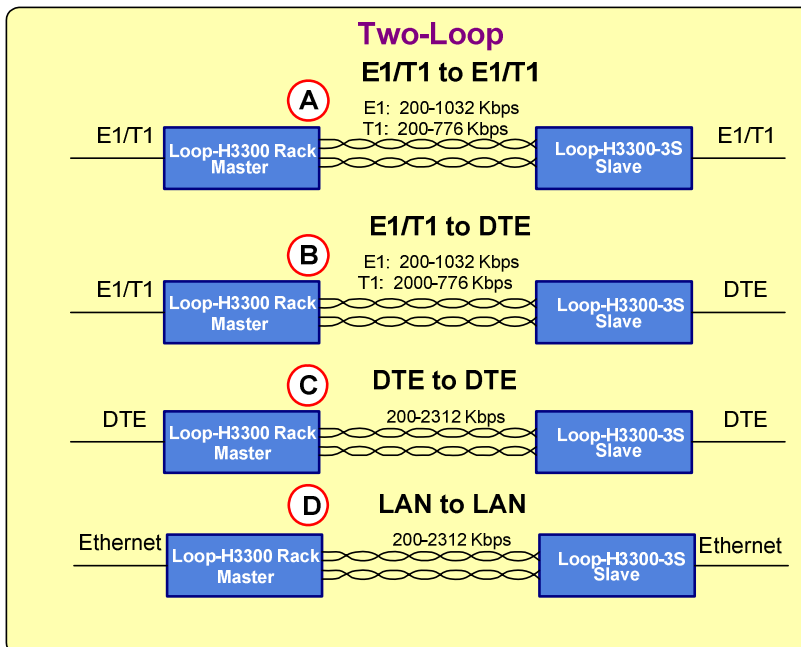 Two-Loop
E1/T1 to E1/T1
A
E1: 200-1032 Kbps
T1: 200-776 Kbps
E1/T1
Loop-H3300 Rack
Master
Loop-H3300-3S
Slave
E1/T1
E1/T1 to DTE
B
E1: 200-1032 Kbps
T1: 2000-776 Kbps
E1/T1
Loop-H3300 Rack
Master
Loop-H3300-3S
Slave
DTE
DTE to DTE
C
200-2312 Kbps
DTE
Loop-H3300 Rack
Master
Loop-H3300-3S
Slave
DTE
LAN to LAN
D
200-2312 Kbps
Ethernet
Loop-H3300 Rack
Master
Loop-H3300-3S
Slave
Ethernet